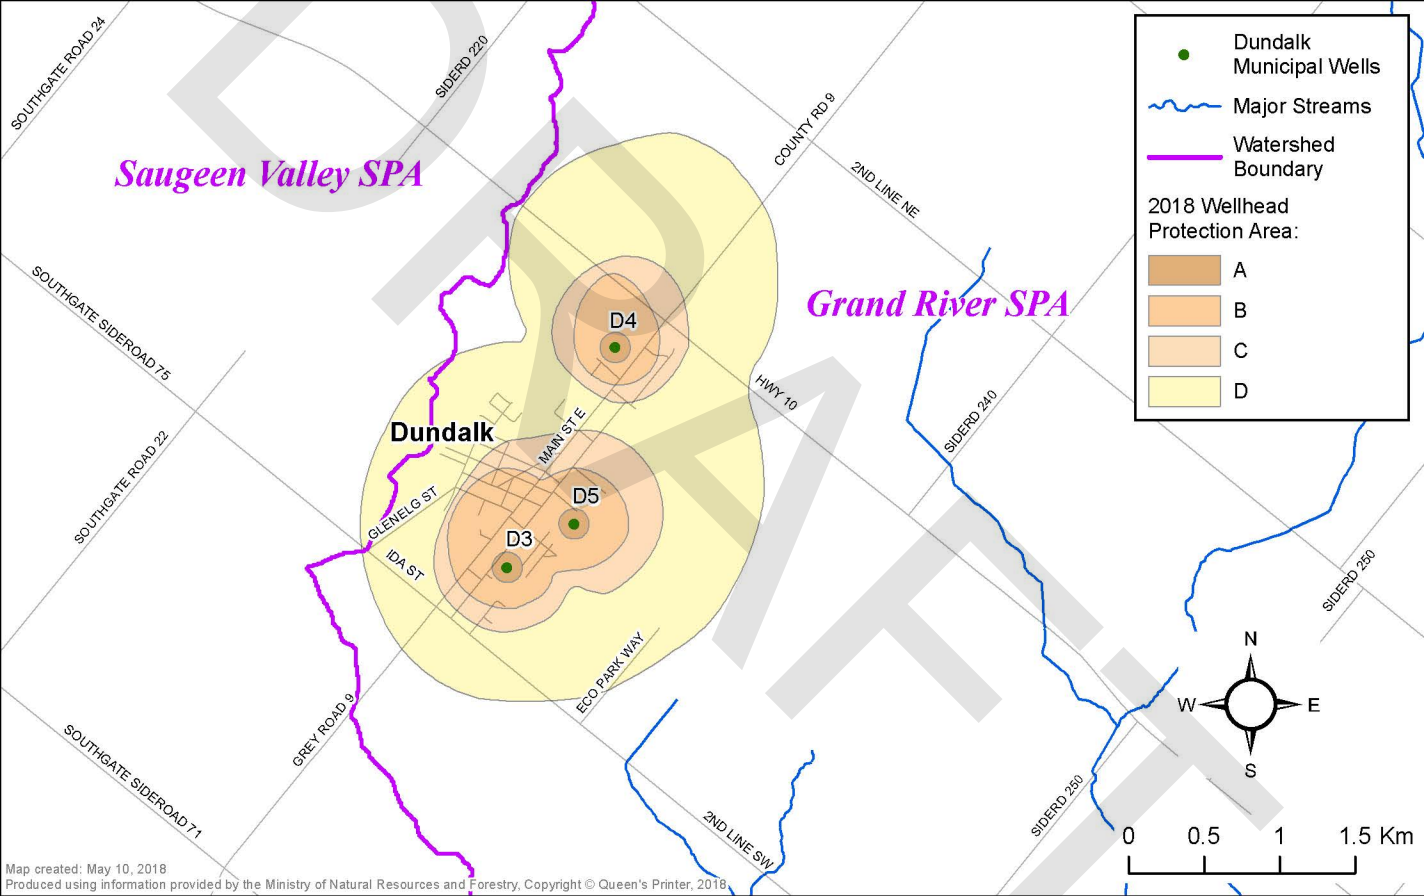 SOUTHGATE ROAD 24
SIDERD 220
COUNTY RD 9
2ND LINE NE
Saugeen Valley SPA
Grand River SPA
SOUTHGATE SIDEROAD 75
D4
HWY 10
SIDERD 240
MAIN ST E
Dundalk
SOUTHGATE ROAD 22
GLENELG ST
D5
D3
IDA ST
SIDERD 250
ECO PARK WAY
GREY ROAD 9
SOUTHGATE SIDEROAD 71
2ND LINE SW
SIDERD 250
DRAFT
Dundalk
Municipal Wells
Major Streams
Watershed
Boundary
2018 Wellhead
Protection Area:
A
B
C
D
N
W E
S
0 0.5 1 1.5 Km
Map created: May 10, 2018
Produced using information provided by the Ministry of Natural Resources and Forestry, Copyright © Queen's Printer, 2018